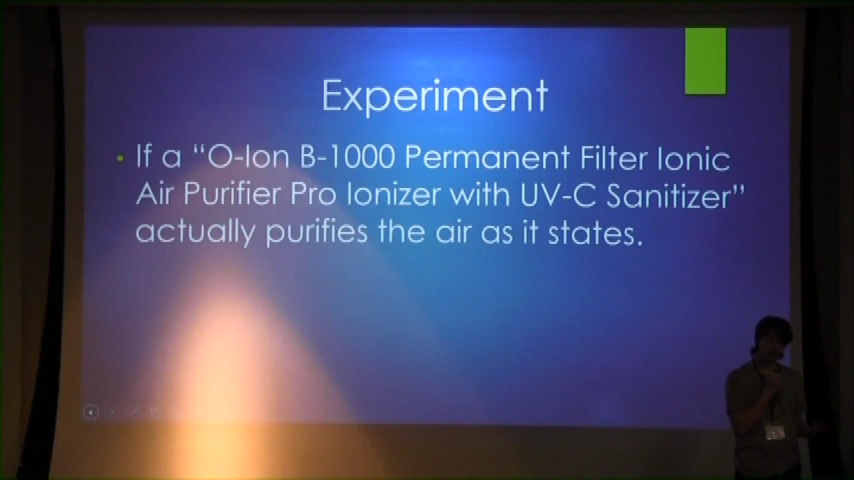 Experiment
If a “O-Ion B-1000 Permanent Filter Ionic
Air Purifier Pro Ionizer with UV-C Sanitizer”
actually purifies the air as it states.